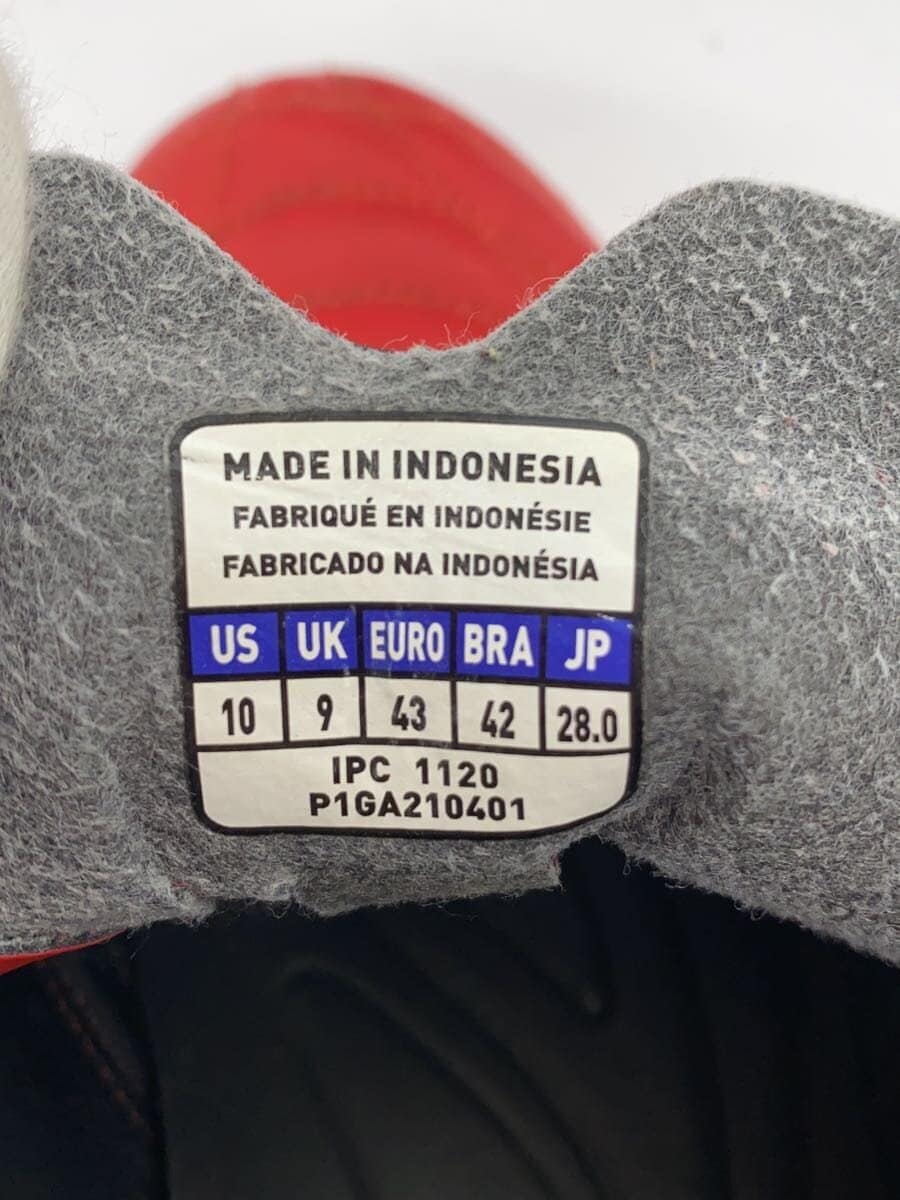 MADE IN INDONESIA
FABRIQUÉ EN INDONÉSIE
FABRICADO NA INDONÉSIA
US UK EURO BRA JP
10 9 43 42 28.0
IPC 1120
P1GA210401